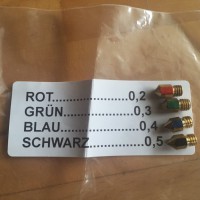 ROT......................0,2
GRÜN....................0,3
BLAU.....................0,4
SCHWARZ..............0,5